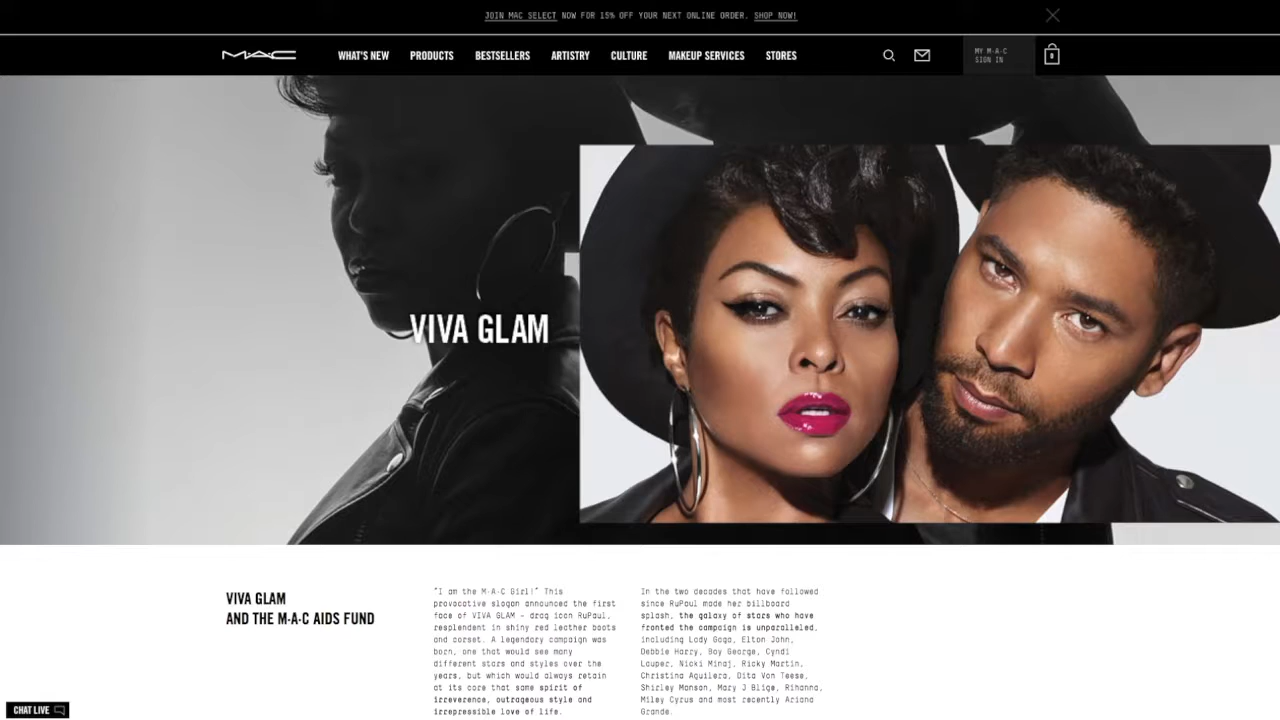 JOIN MAC SELECT NOW FOR 15% OFF YOUR NEXT ONLINE ORDER. SHOP NOW!
MAC WHAT'S NEW PRODUCTS BESTSELLERS ARTISTRY CULTURE MAKEUP SERVICES STORES
MY M·A·C
SIGN IN
0
VIVA GLAM
VIVA GLAM
AND THE M·A·C AIDS FUND
"I am the M·A·C Girl!" This
provocative slogan announced the first
face of VIVA GLAM – drag icon RuPaul,
resplendent in shiny red leather boots
and corset. A legendary campaign was
born, one that would see many
different stars and styles over the
years, but which would always retain
at its core that same spirit of
irreverence, outrageous style and
irrepressible love of life.
In the two decades that have followed
since RuPaul made her billboard
splash, the galaxy of stars who have
fronted the campaign is unparalleled,
including Lady Gaga, Elton John,
Debbie Harry, Boy George, Cyndi
Lauper, Nicki Minaj, Ricky Martin,
Christina Aguilera, Dita Von Teese,
Shirley Manson, Mary J Blige, Rihanna,
Miley Cyrus and most recently Ariana
Grande.
CHAT LIVE